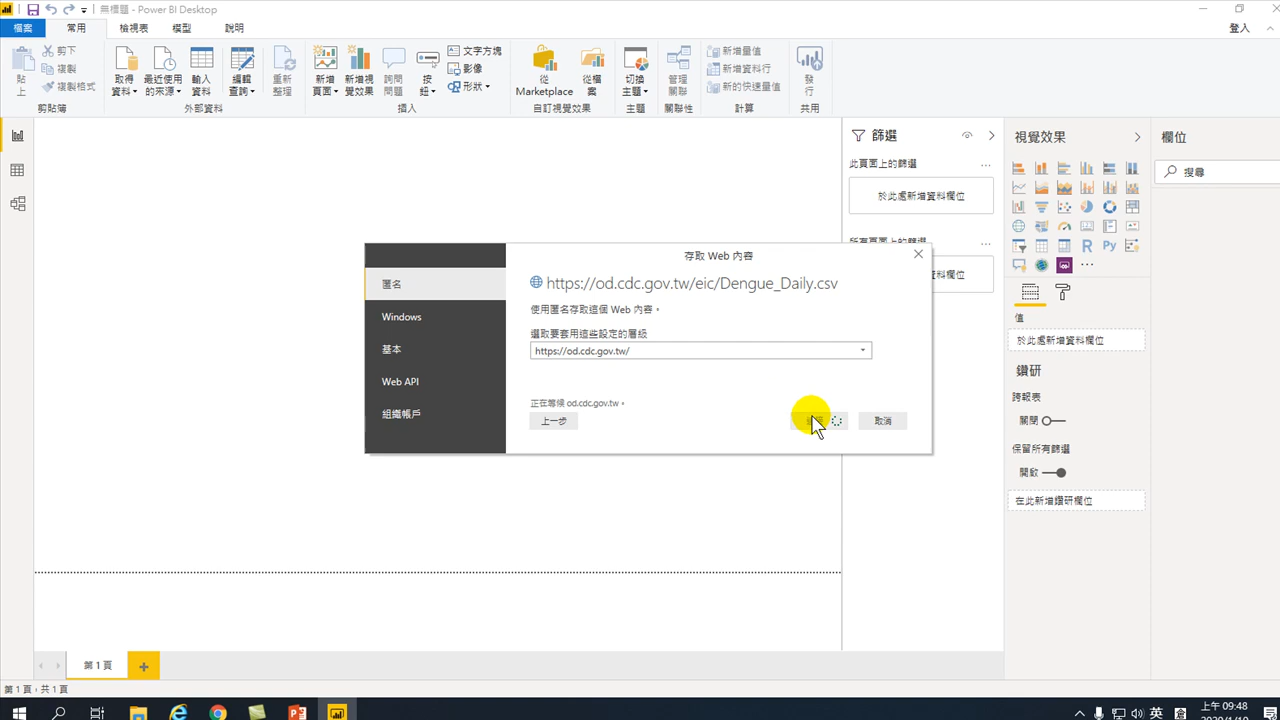 無標題 - Power BI Desktop
檔案
常用
檢視表
模型
說明
登入
貼上
剪下
複製
複製格式
剪貼簿
取得資料
最近使用的來源
輸入資料
編輯查詢
重新整理
外部資料
新增頁面
新增視覺效果
詢問問題
按鈕
文字方塊
影像
形狀
插入
從 Marketplace
從檔案
自訂視覺效果
切換主題
主題
管理關聯
關聯性
新增量值
新增資料行
新的快速量值
計算
發行
共用
篩選
此頁面上的篩選
...
於此處新增資料欄位
所有頁面上的篩選
...
視覺效果
R
Py
...
值
於此處新增資料欄位
鑽研
跨報表
關閉
保留所有篩選
開啟
在此新增鑽研欄位
欄位
搜尋
存取 Web 內容
匿名
Windows
基本
Web API
組織帳戶
https://od.cdc.gov.tw/eic/Dengue_Daily.csv
使用匿名存取這個 Web 內容。
選取要套用這些設定的層級
https://od.cdc.gov.tw/
正在等候 od.cdc.gov.tw。
上一步
取消
第 1 頁
第 1 頁，共 1 頁
英
上午 09:48